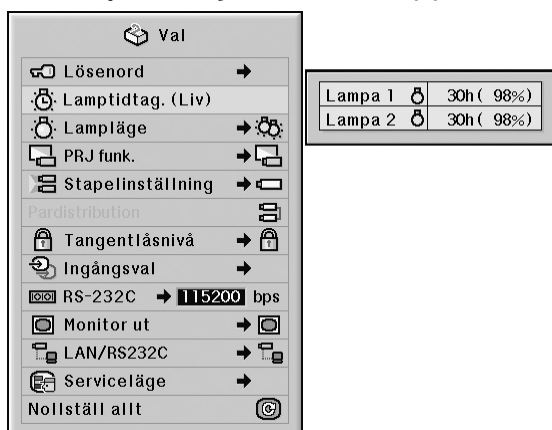 Val
Lösenord
Lamptidtag. (Liv)
Lampläge
PRJ funk.
Stapelinställning
Pardistribution
Tangentlåsnivå
Ingångsval
RS-232C 115200 bps
Monitor ut
LAN/RS232C
Serviceläge
Nollställ allt
Lampa 1 30h ( 98%)
Lampa 2 30h ( 98%)